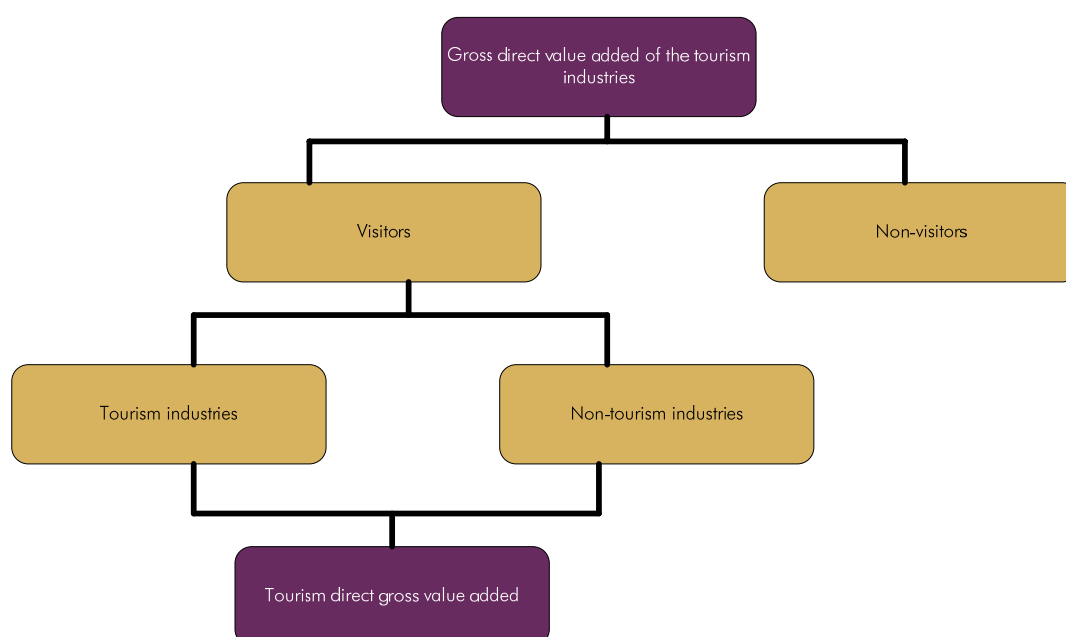 Gross direct value added of the tourism
industries
Visitors
Non-visitors
Tourism industries
Non-tourism industries
Tourism direct gross value added